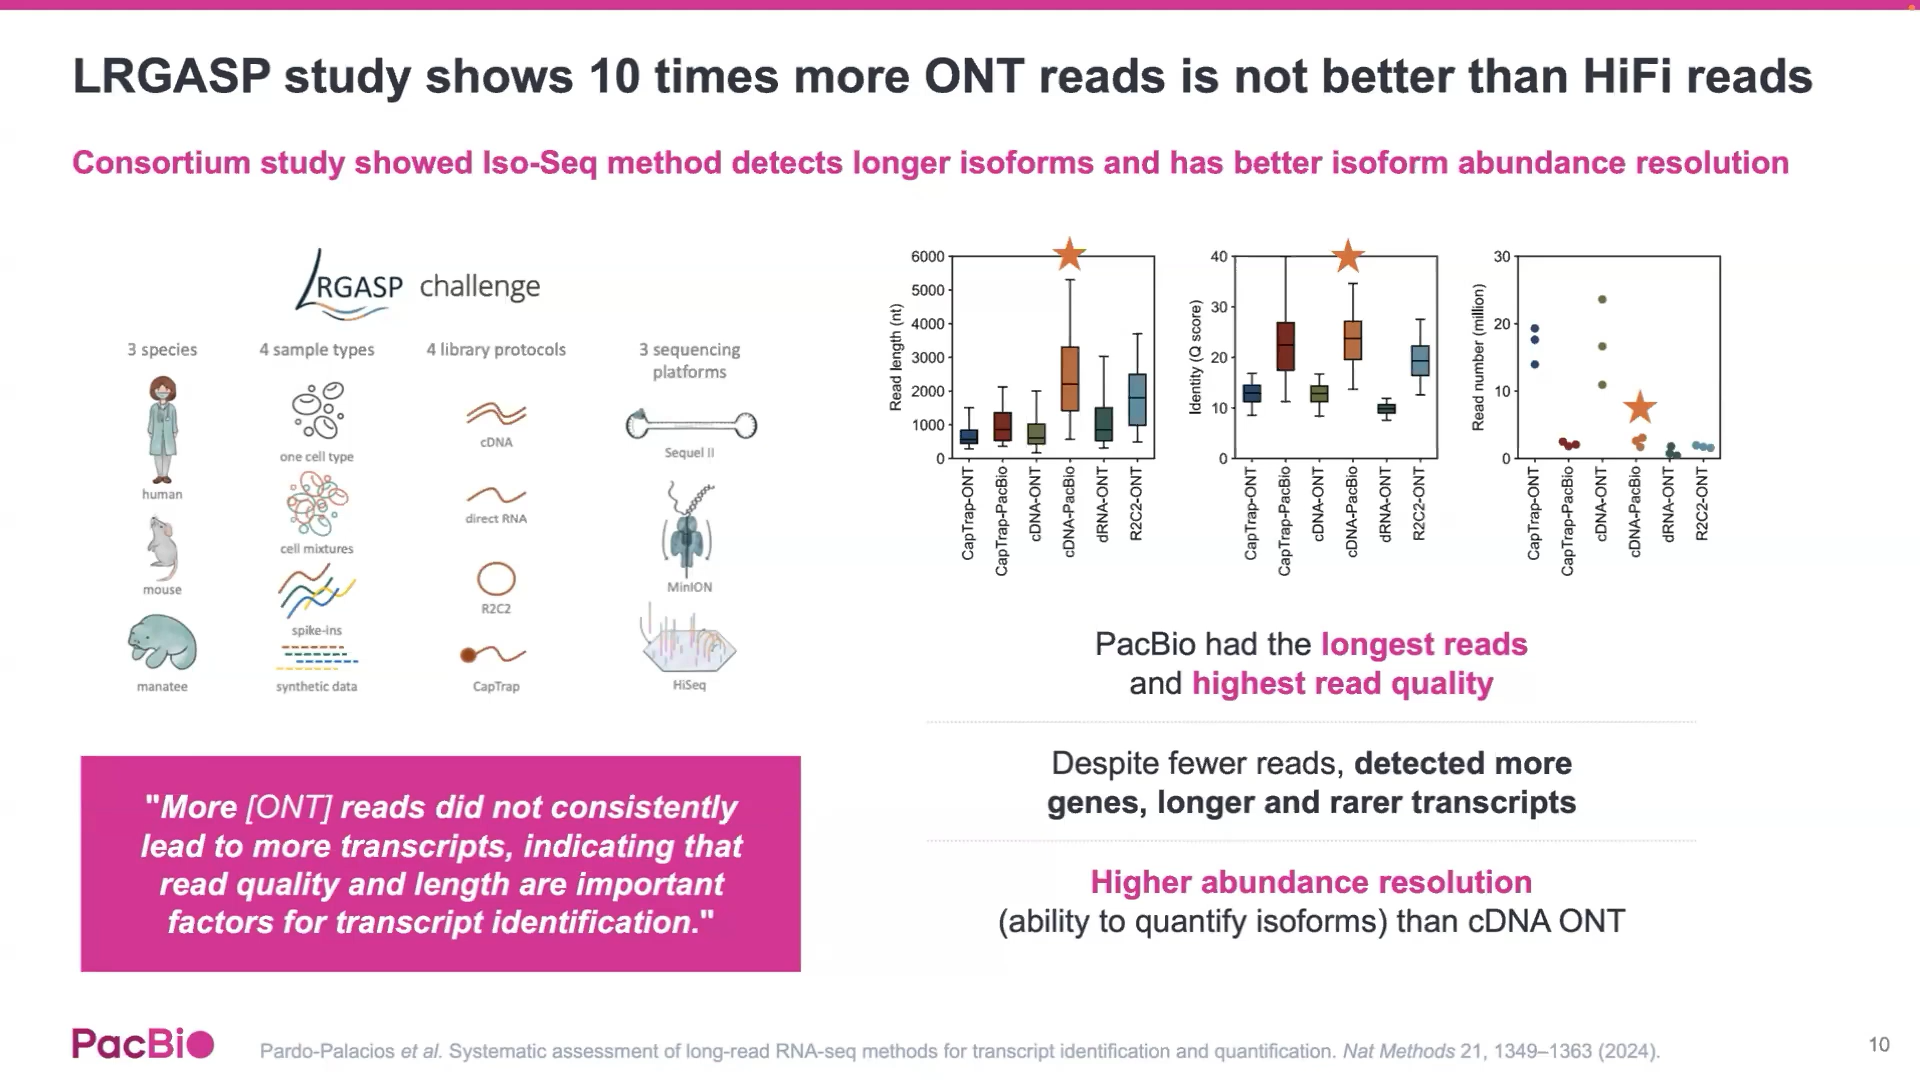 LRGASP study shows 10 times more ONT reads is not better than HiFi reads
Consortium study showed Iso-Seq method detects longer isoforms and has better isoform abundance resolution
LRGASP challenge
3 species
human
mouse
manatee
4 sample types
one cell type
cell mixtures
spike-ins
synthetic data
4 library protocols
cDNA
direct RNA
R2C2
CapTrap
3 sequencing
platforms
Sequel II
MinION
HiSeq
Read length (nt)
6000
5000
4000
3000
2000
1000
0
CapTrap-ONT
CapTrap-PacBio
cDNA-ONT
cDNA-PacBio
dRNA-ONT
R2C2-ONT
Identity (Q score)
40
30
20
10
0
CapTrap-ONT
CapTrap-PacBio
cDNA-ONT
cDNA-PacBio
dRNA-ONT
R2C2-ONT
Read number (million)
30
20
10
0
CapTrap-ONT
CapTrap-PacBio
cDNA-ONT
cDNA-PacBio
dRNA-ONT
R2C2-ONT
"More [ONT] reads did not consistently
lead to more transcripts, indicating that
read quality and length are important
factors for transcript identification."
PacBio had the longest reads
and highest read quality
Despite fewer reads, detected more
genes, longer and rarer transcripts
Higher abundance resolution
(ability to quantify isoforms) than cDNA ONT
PacBio
Pardo-Palacios et al. Systematic assessment of long-read RNA-seq methods for transcript identification and quantification. Nat Methods 21, 1349–1363 (2024).
10